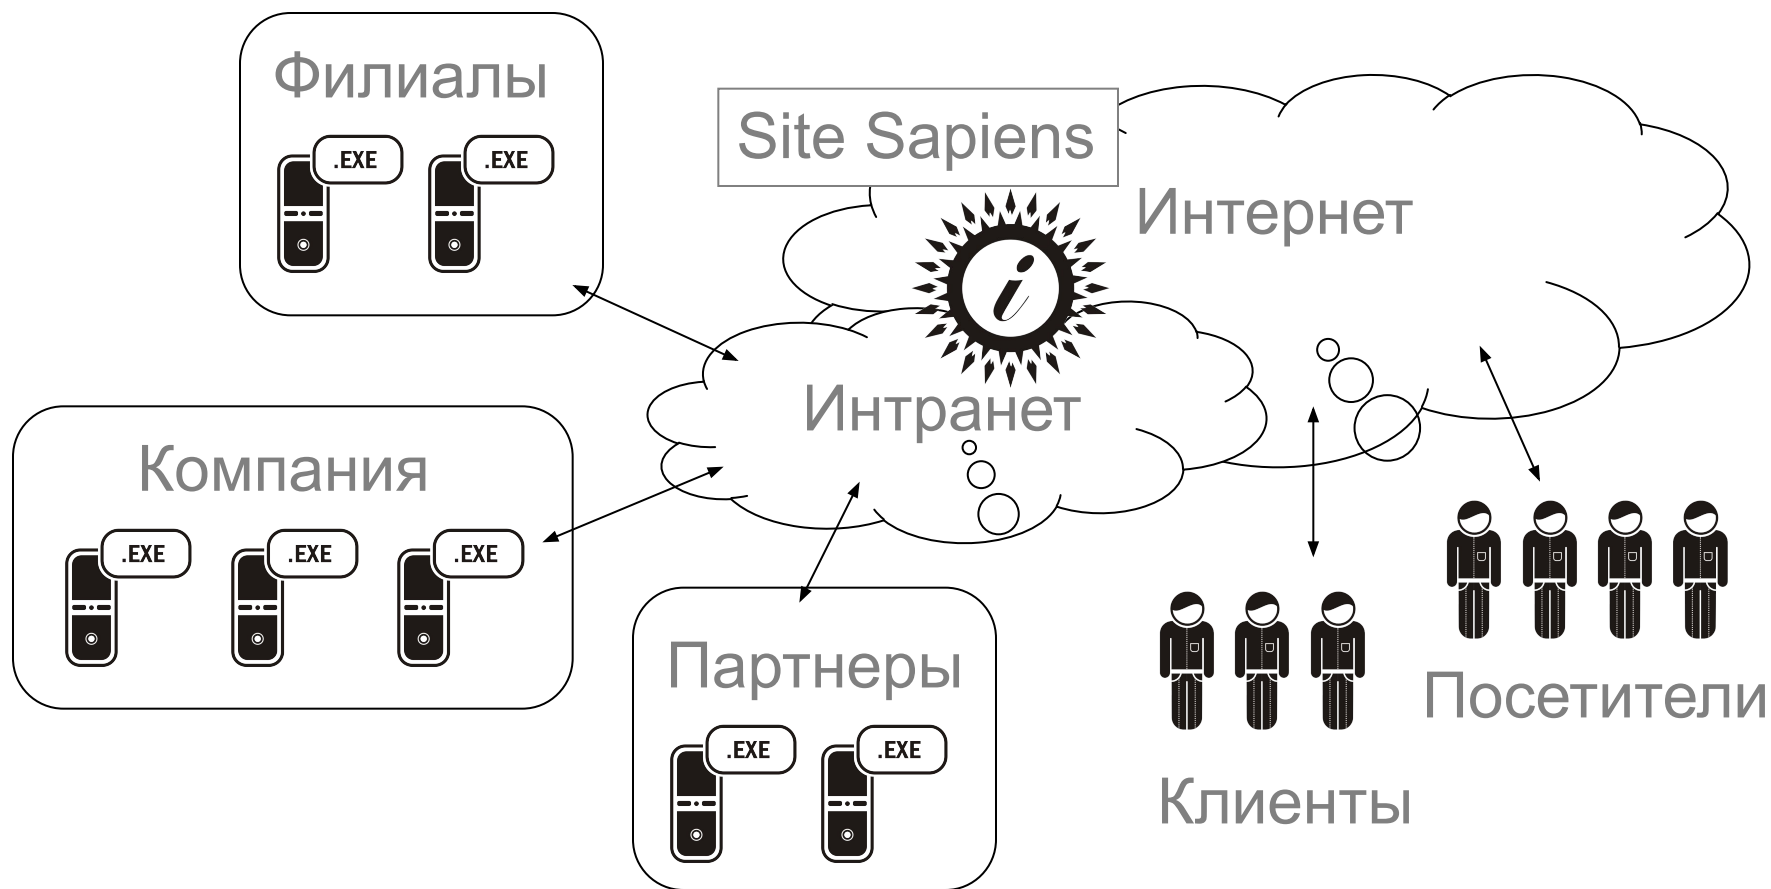 Филиалы
.EXE
.EXE
Site Sapiens
Интернет
i
Интранет
Компания
.EXE
.EXE
.EXE
Партнеры
.EXE
.EXE
Посетители
Клиенты